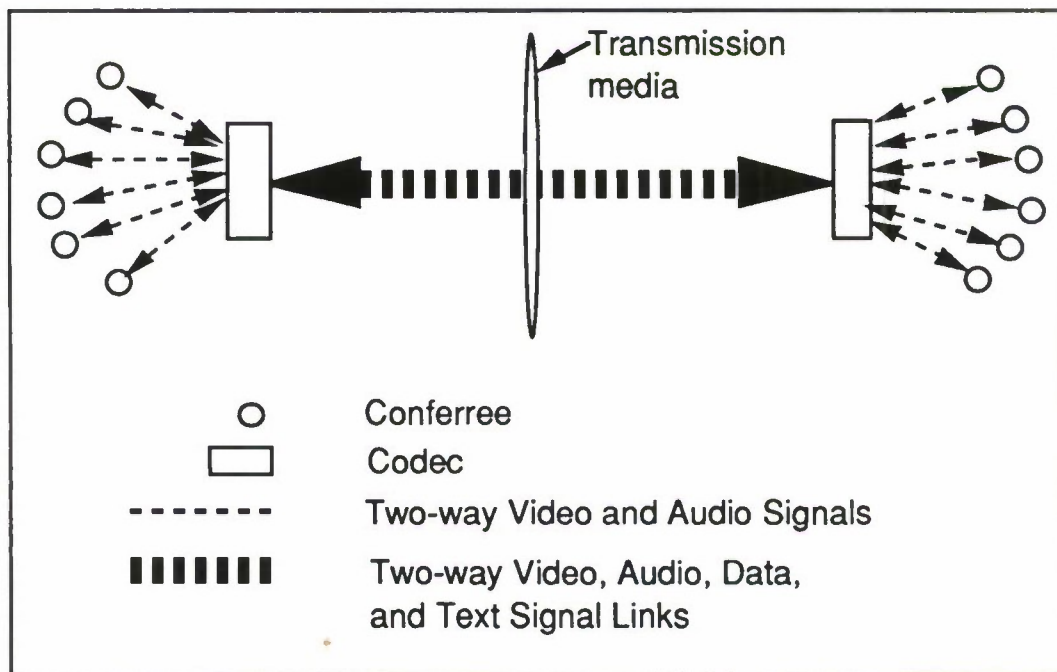 Transmission
media
Conferree
Codec
Two-way Video and Audio Signals
Two-way Video, Audio, Data,
and Text Signal Links